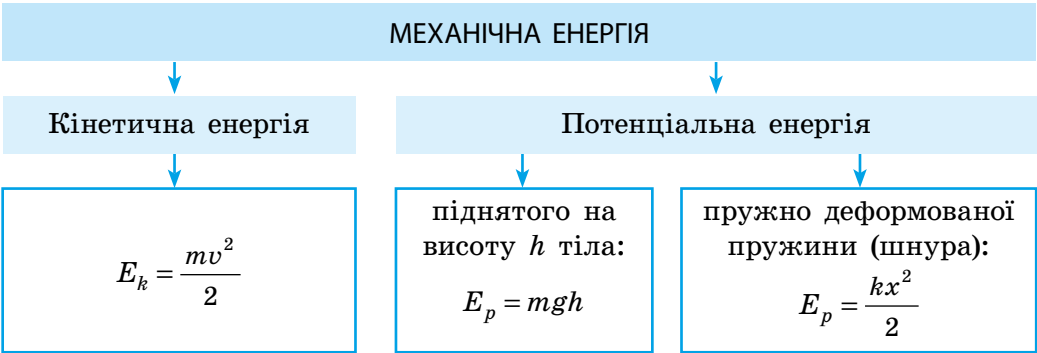 МЕХАНІЧНА ЕНЕРГІЯ
Кінетична енергія
Потенціальна енергія
E_k = mv²/2
піднятого на
висоту h тіла:
E_p = mgh
пружно деформованої
пружини (шнура):
E_p = kx²/2